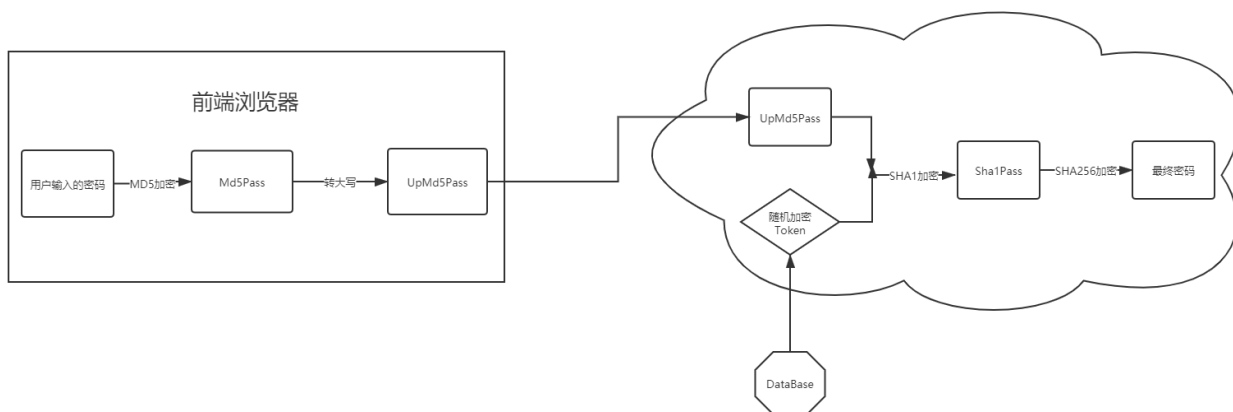 前端浏览器
用户输入的密码
MD5加密
Md5Pass
转大写
UpMd5Pass
UpMd5Pass
随机加密
Token
SHA1加密
Sha1Pass
SHA256加密
最终密码
DataBase